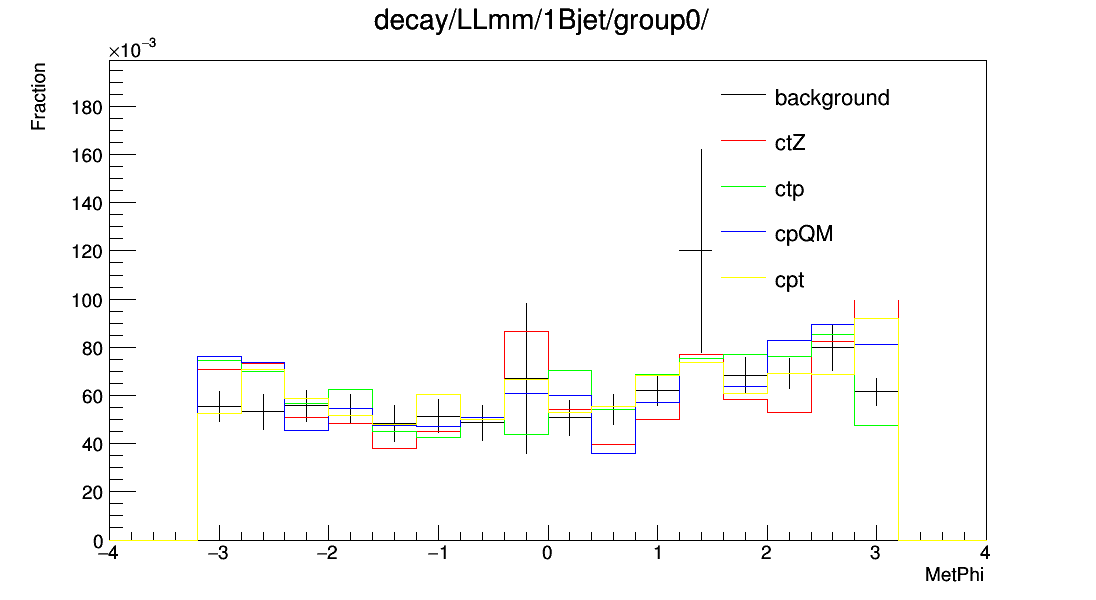 decay/LLmm/1Bjet/group0/
×10⁻³
Fraction
180
160
140
120
100
80
60
40
20
0
background
ctZ
ctp
cpQM
cpt
−4 −3 −2 −1 0 1 2 3 4
MetPhi